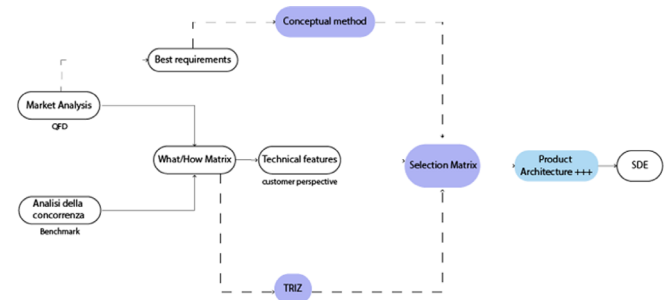 Conceptual method
Best requirements
Market Analysis
QFD
What/How Matrix
Technical features
customer perspective
Selection Matrix
Product
Architecture +++
SDE
Analisi della
concorrenza
Benchmark
TRIZ